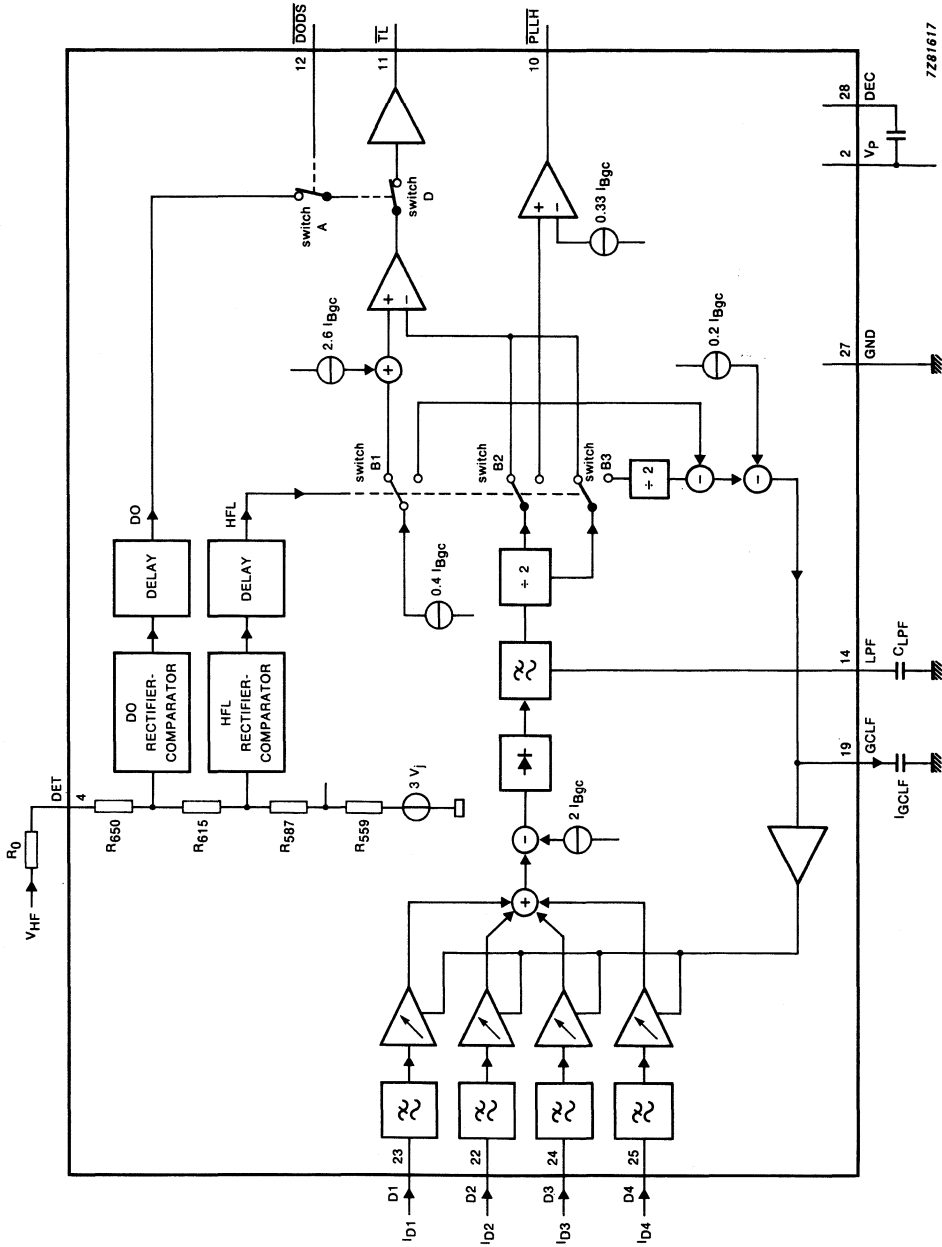 12 DODS
11 TL
10 PLLH
7Z81617
28 DEC
2 VP
27 GND
switch A
switch D
+
−
2.6 IBgc
+
0.33 IBgc
+
−
0.2 IBgc
DO
HFL
switch B1
switch B2
switch B3
÷ 2
−
−
DELAY
DELAY
0.4 IBgc
÷ 2
DO RECTIFIER-COMPARATOR
HFL RECTIFIER-COMPARATOR
14 LPF
CLPF
19 GCLF
IGCLF
DET
4
R0
VHF
R650
R615
R587
R559
3 Vj
−
2 IBgc
+
23
22
24
25
D1
D2
D3
D4
ID1
ID2
ID3
ID4